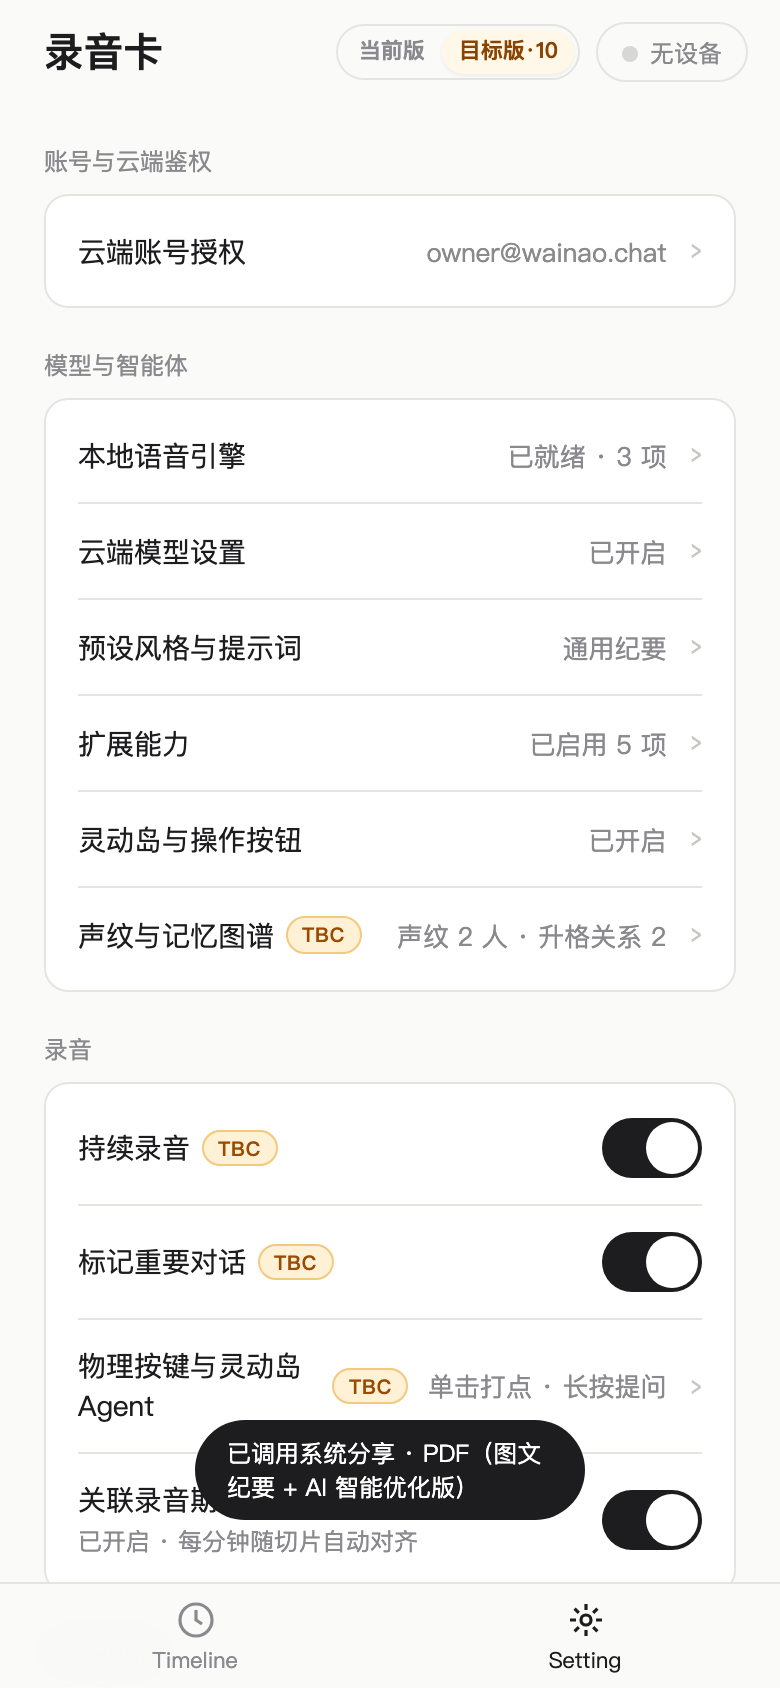 录音卡
当前版
目标版·10
无设备
账号与云端鉴权
云端账号授权
owner@wainao.chat
模型与智能体
本地语音引擎
已就绪 · 3 项
云端模型设置
已开启
预设风格与提示词
通用纪要
扩展能力
已启用 5 项
灵动岛与操作按钮
已开启
声纹与记忆图谱
TBC
声纹 2 人 · 升格关系 2
录音
持续录音
TBC
标记重要对话
TBC
物理按键与灵动岛
Agent
TBC
单击打点 · 长按提问
已调用系统分享 · PDF（图文
纪要 + AI 智能优化版）
关联录音期
已开启 · 每分钟随切片自动对齐
Timeline
Setting